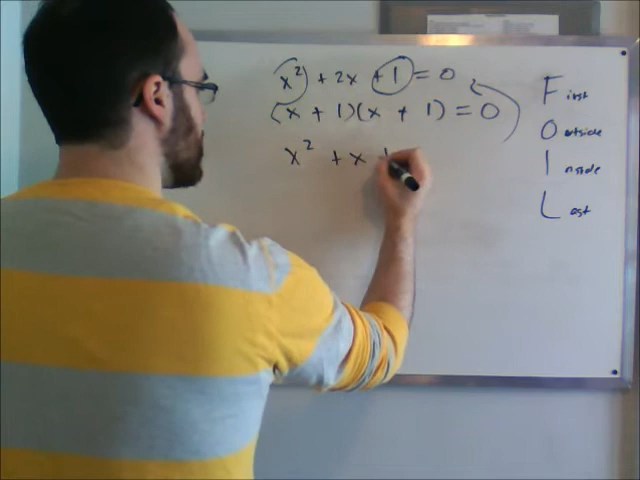 x² + 2x + 1 = 0
(x + 1)(x + 1) = 0
x² + x +
First
Outside
Inside
Last